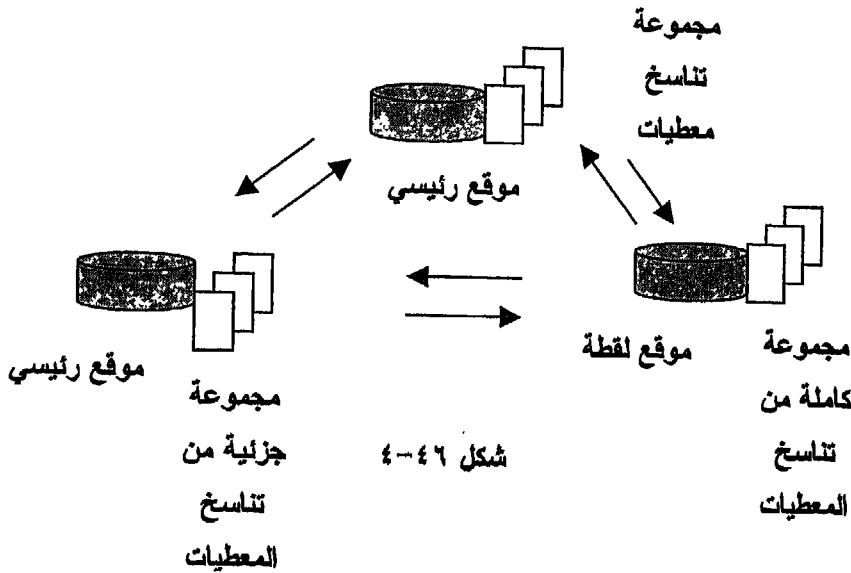 مجموعة
تناسخ
معطيات
موقع رئيسي
موقع رئيسي
موقع لقطة
مجموعة
كاملة من
تناسخ
المعطيات
مجموعة
جزئية من
تناسخ
المعطيات
شكل ٤٦-٤